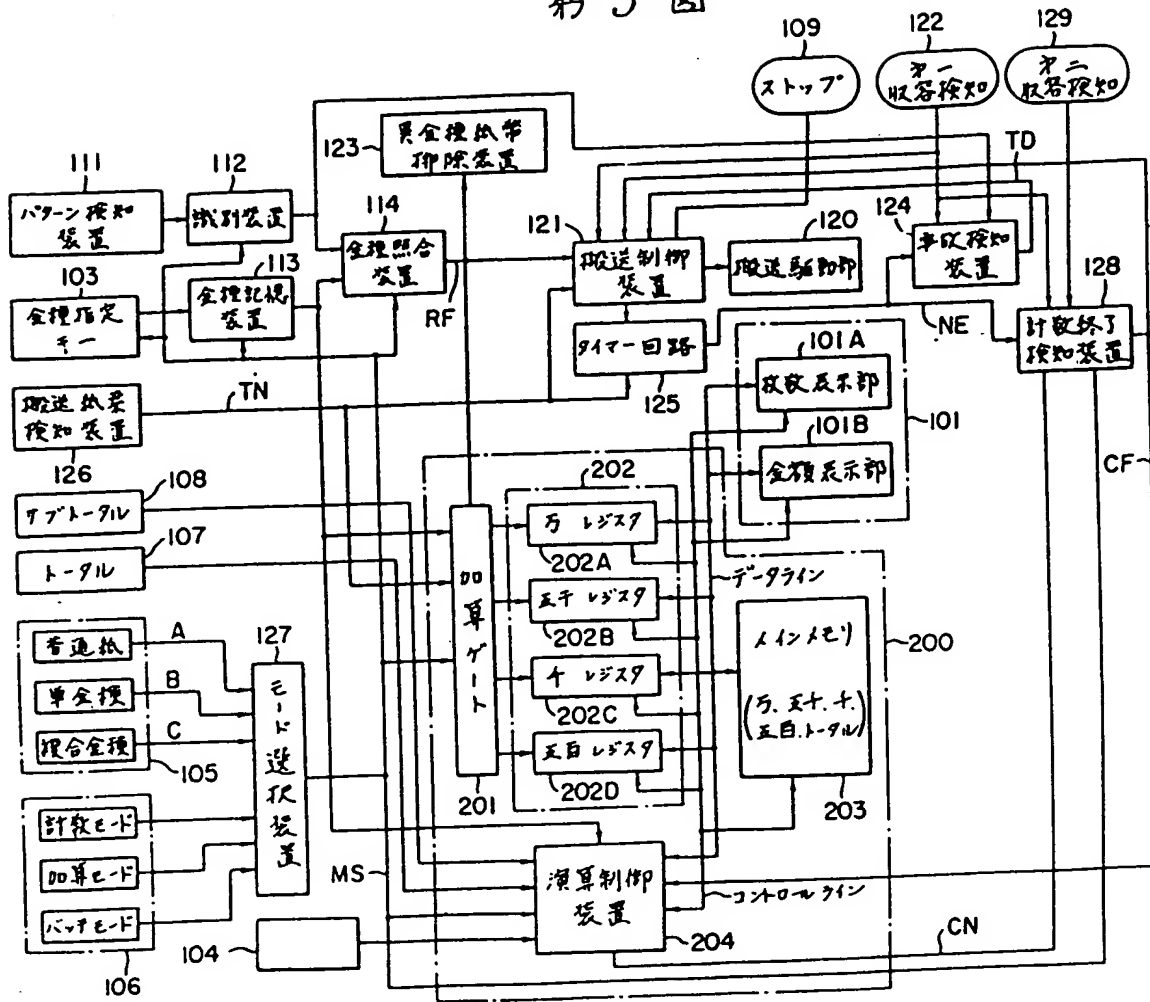 第 5 図
109
122
129
ストップ
第一
収容検知
第二
収容検知
異金種紙幣
排除装置
123
TD
111
112
パターン検知
装置
識別装置
114
金種照合
装置
121
搬送制御
装置
120
搬送駆動部
124
事故検知
装置
128
103
113
金種指定
キー
金種記憶
装置
RF
NE
計数終了
検知装置
タイマー回路
125
101A
枚数表示部
101
搬送紙葉
検知装置
TN
126
101B
金額表示部
CF
108
サブトータル
202
107
トータル
万 レジスタ
202A
データライン
加算ゲート
201
五千 レジスタ
202B
メインメモリ
(万、五千、千、
五百、トータル)
203
200
普通紙
A
127
単金種
B
混合金種
C
105
モード選択装置
千 レジスタ
202C
五百 レジスタ
202D
計数モード
加算モード
バッチモード
106
MS
演算制御
装置
204
コントロールライン
104
CN